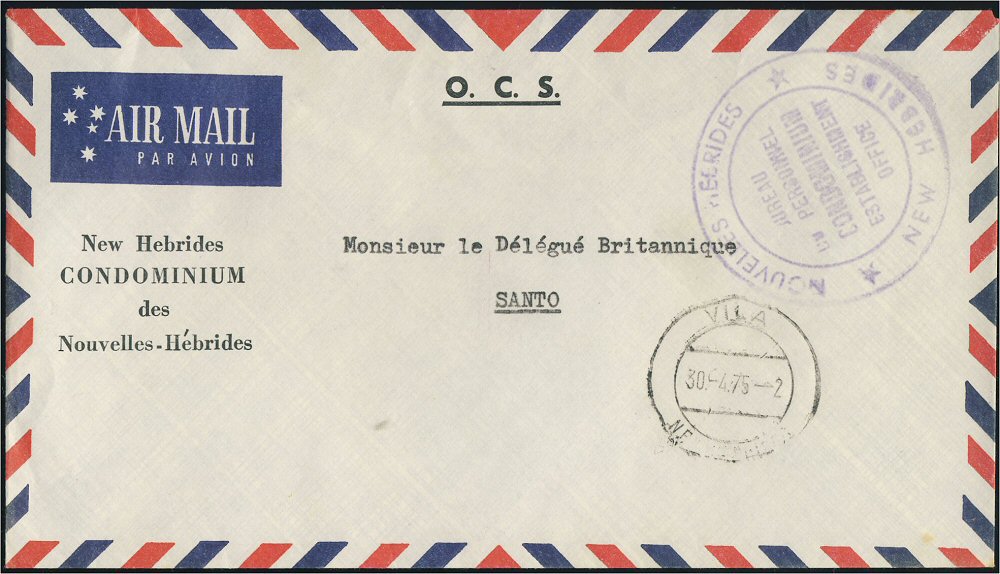 O. C. S.
AIR MAIL
PAR AVION
New Hebrides
CONDOMINIUM
des
Nouvelles-Hébrides
Monsieur le Délégué Britannique
SANTO
NOUVELLES HEBRIDES ★ NEW HEBRIDES ★
BUREAU
DU PERSONNEL
CONDOMINIUM
ESTABLISHMENT
OFFICE
VILA
30.-4.75-2